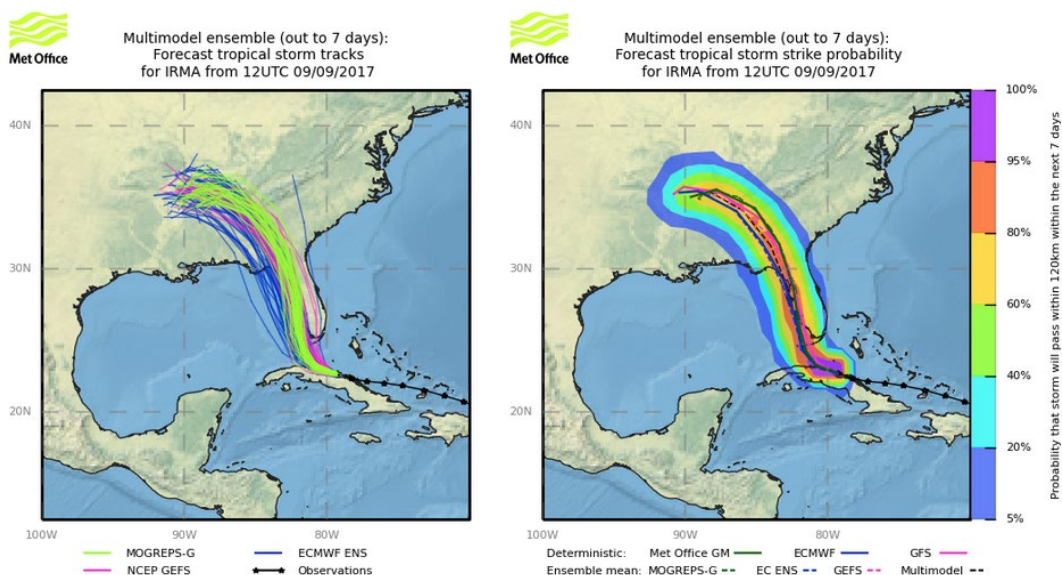 Met Office
Multimodel ensemble (out to 7 days):
Forecast tropical storm tracks
for IRMA from 12UTC 09/09/2017
40N
30N
20N
100W
90W
80W
MOGREPS-G
ECMWF ENS
NCEP GEFS
Observations
Met Office
Multimodel ensemble (out to 7 days):
Forecast tropical storm strike probability
for IRMA from 12UTC 09/09/2017
40N
30N
20N
100W
90W
80W
100%
95%
80%
60%
40%
20%
5%
Probability that storm will pass within 120km within the next 7 days
Deterministic: Met Office GM ECMWF GFS
Ensemble mean: MOGREPS-G EC ENS GEFS Multimodel